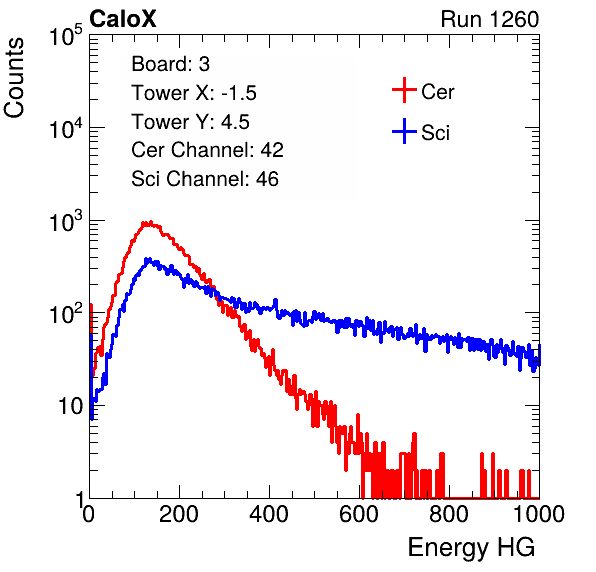 CaloX Run 1260
Counts
10^5
10^4
10^3
10^2
10
1
Board: 3
Tower X: -1.5
Tower Y: 4.5
Cer Channel: 42
Sci Channel: 46
Cer
Sci
0 200 400 600 800 1000
Energy HG